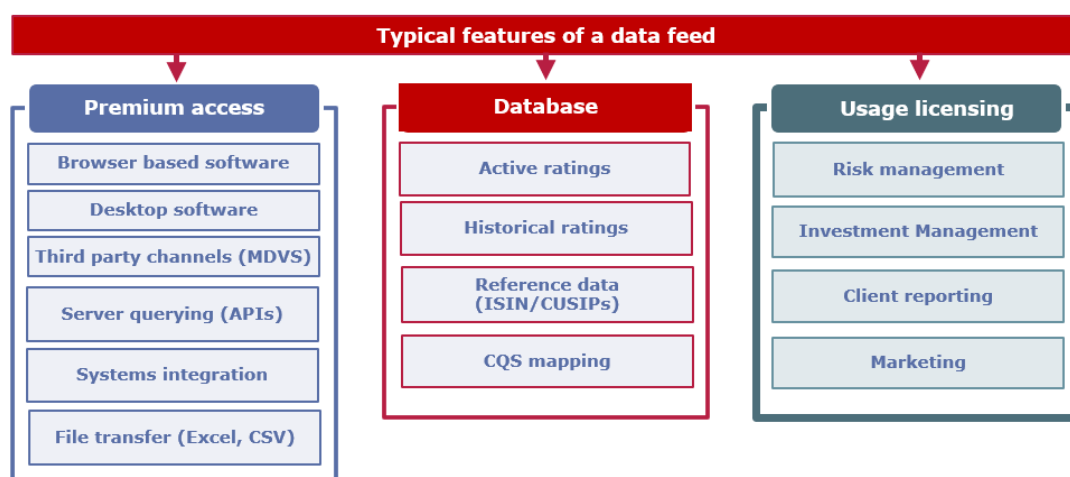 Typical features of a data feed
Premium access
Browser based software
Desktop software
Third party channels (MDVS)
Server querying (APIs)
Systems integration
File transfer (Excel, CSV)
Database
Active ratings
Historical ratings
Reference data
(ISIN/CUSIPs)
CQS mapping
Usage licensing
Risk management
Investment Management
Client reporting
Marketing